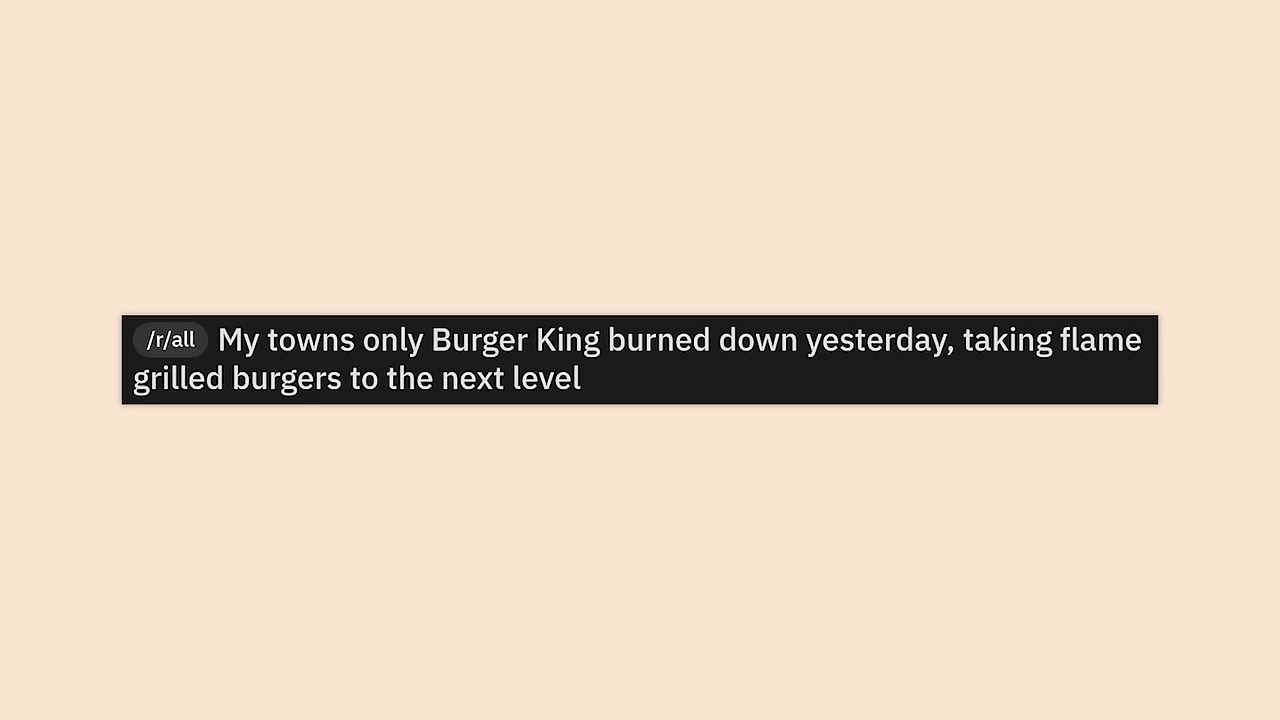 /r/all My towns only Burger King burned down yesterday, taking flame
grilled burgers to the next level